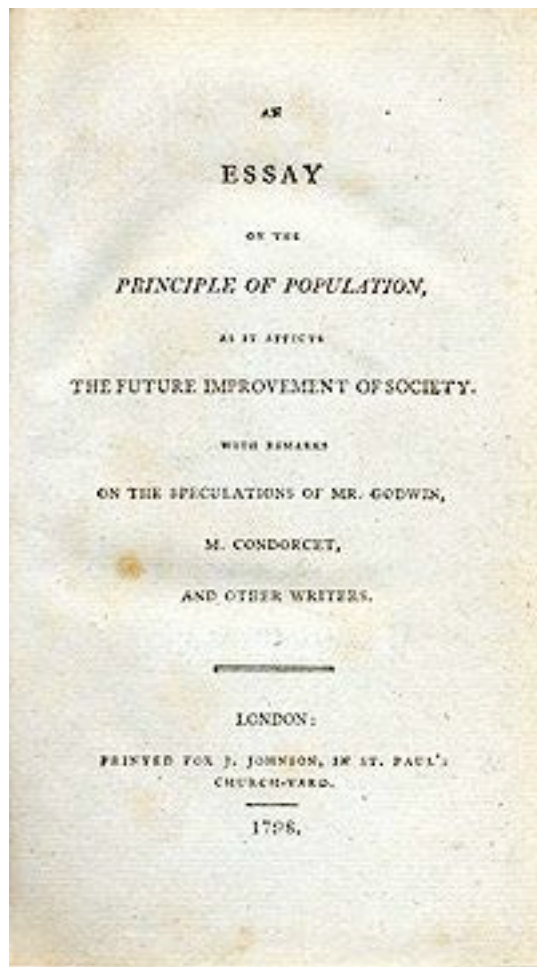 AN
ESSAY
ON THE
PRINCIPLE OF POPULATION,
AS IT AFFECTS
THE FUTURE IMPROVEMENT OF SOCIETY.
WITH REMARKS
ON THE SPECULATIONS OF MR. GODWIN,
M. CONDORCET,
AND OTHER WRITERS.
LONDON:
PRINTED FOR J. JOHNSON, IN ST. PAUL'S
CHURCH-YARD.
1798.